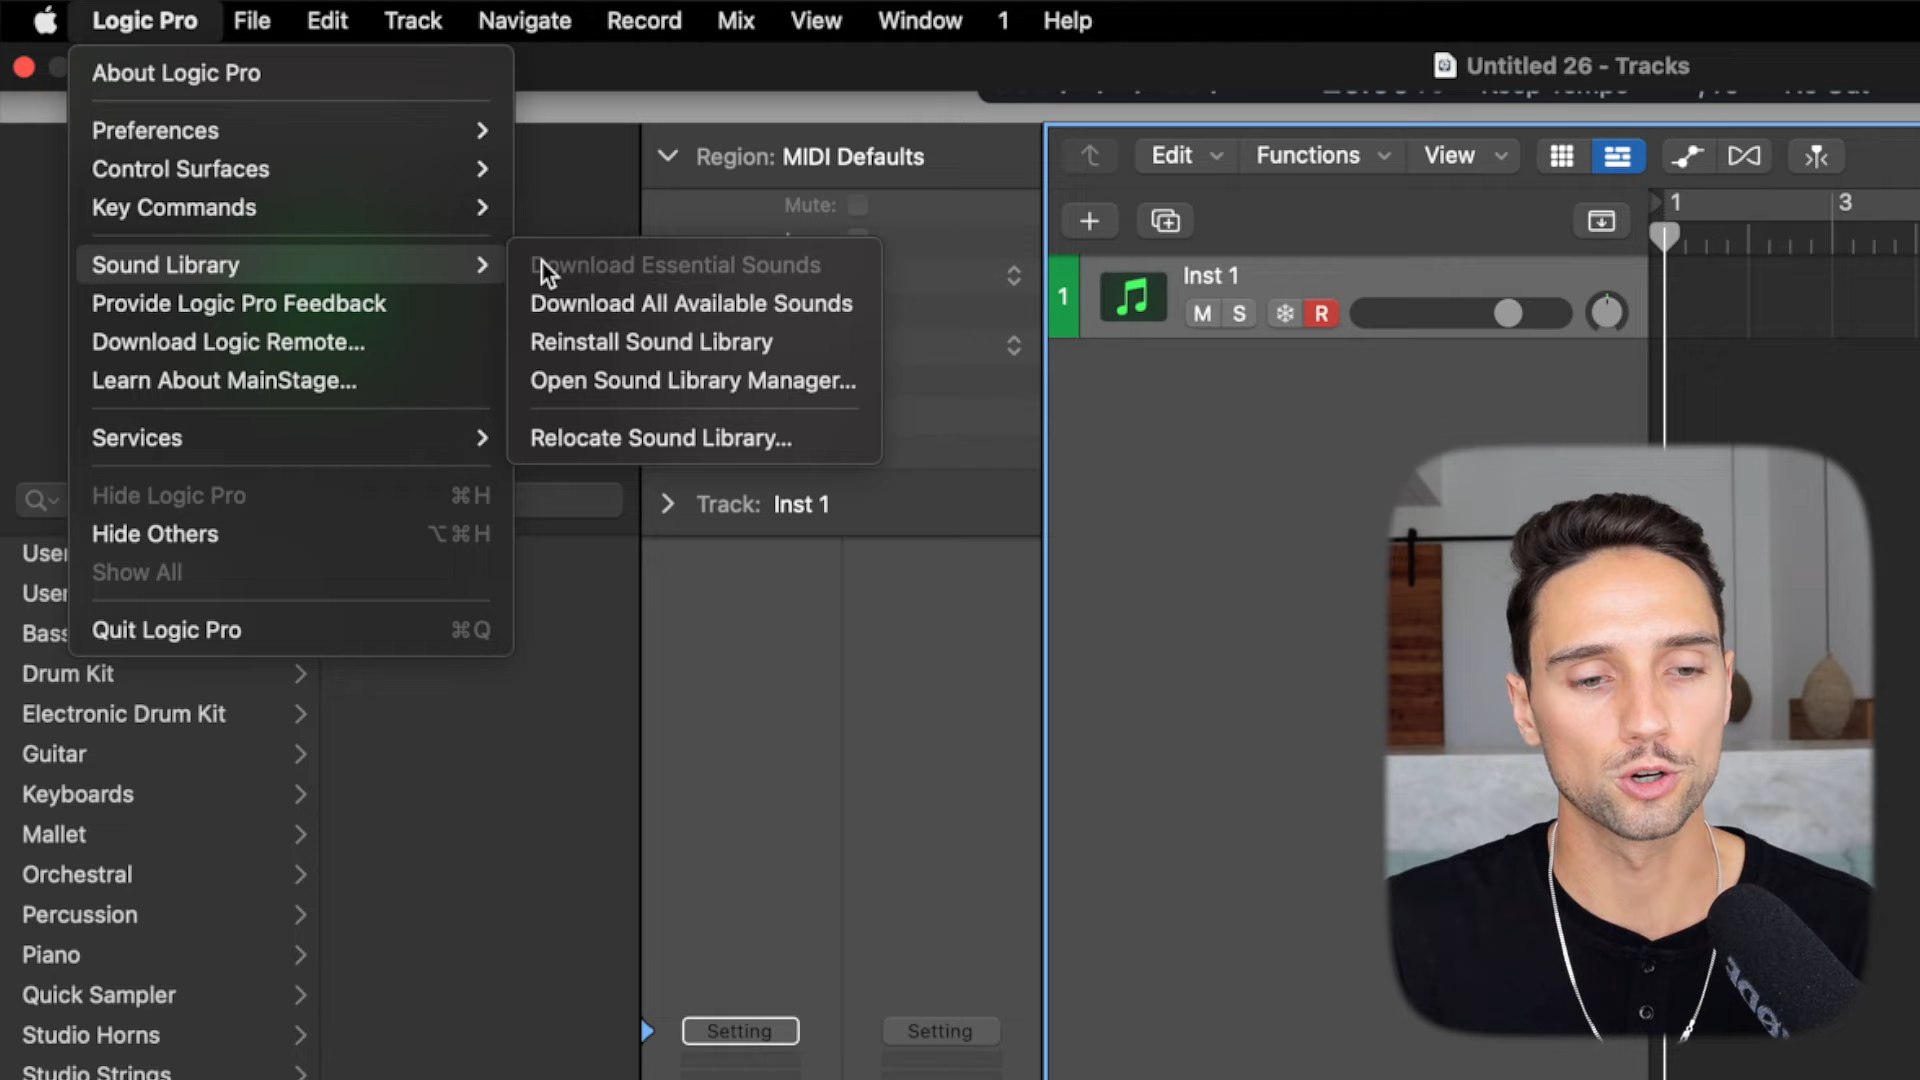 Logic Pro File Edit Track Navigate Record Mix View Window 1 Help
Untitled 26 - Tracks
About Logic Pro
Preferences
Control Surfaces
Key Commands
Sound Library
Provide Logic Pro Feedback
Download Logic Remote...
Learn About MainStage...
Services
Hide Logic Pro ⌘H
Hide Others ⌥⌘H
Show All
Quit Logic Pro ⌘Q
Download Essential Sounds
Download All Available Sounds
Reinstall Sound Library
Open Sound Library Manager...
Relocate Sound Library...
User
User
Bass
Drum Kit
Electronic Drum Kit
Guitar
Keyboards
Mallet
Orchestral
Percussion
Piano
Quick Sampler
Studio Horns
Studio Strings
Region: MIDI Defaults
Mute:
Track: Inst 1
Setting Setting
Edit Functions View
1 3
1 Inst 1
M S R